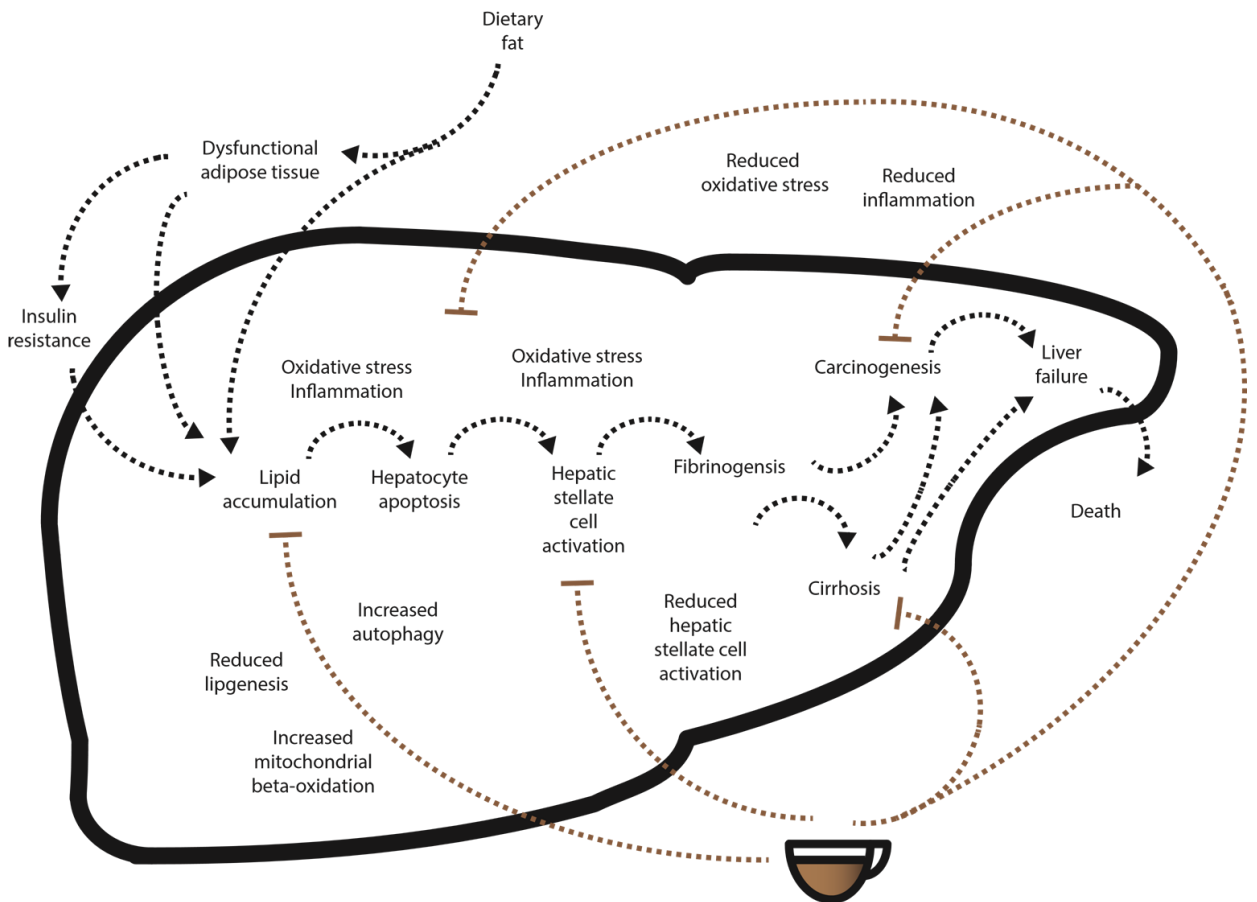 Dietary
fat
Dysfunctional
adipose tissue
Reduced
oxidative stress
Reduced
inflammation
Insulin
resistance
Oxidative stress
Inflammation
Oxidative stress
Inflammation
Carcinogenesis
Liver
failure
Lipid
accumulation
Hepatocyte
apoptosis
Hepatic
stellate
cell
activation
Fibrinogensis
Death
Cirrhosis
Increased
autophagy
Reduced
hepatic
stellate cell
activation
Reduced
lipgenesis
Increased
mitochondrial
beta-oxidation